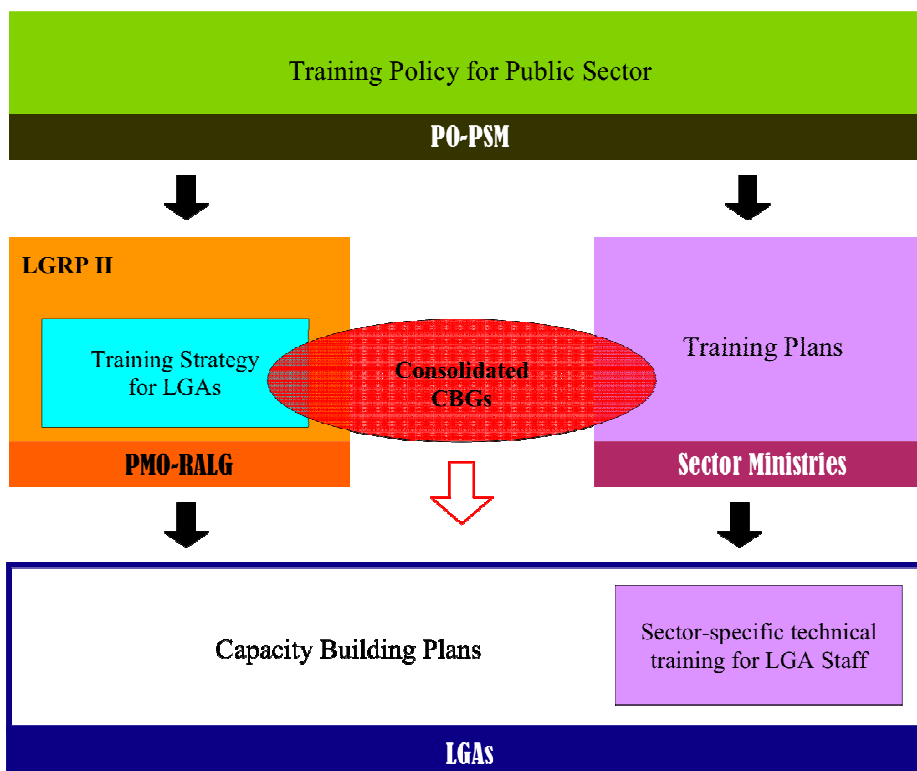 Training Policy for Public Sector
PO-PSM
LGRP II
Training Strategy
for LGAs
PMO-RALG
Consolidated
CBGs
Training Plans
Sector Ministries
Capacity Building Plans
Sector-specific technical
training for LGA Staff
LGAs